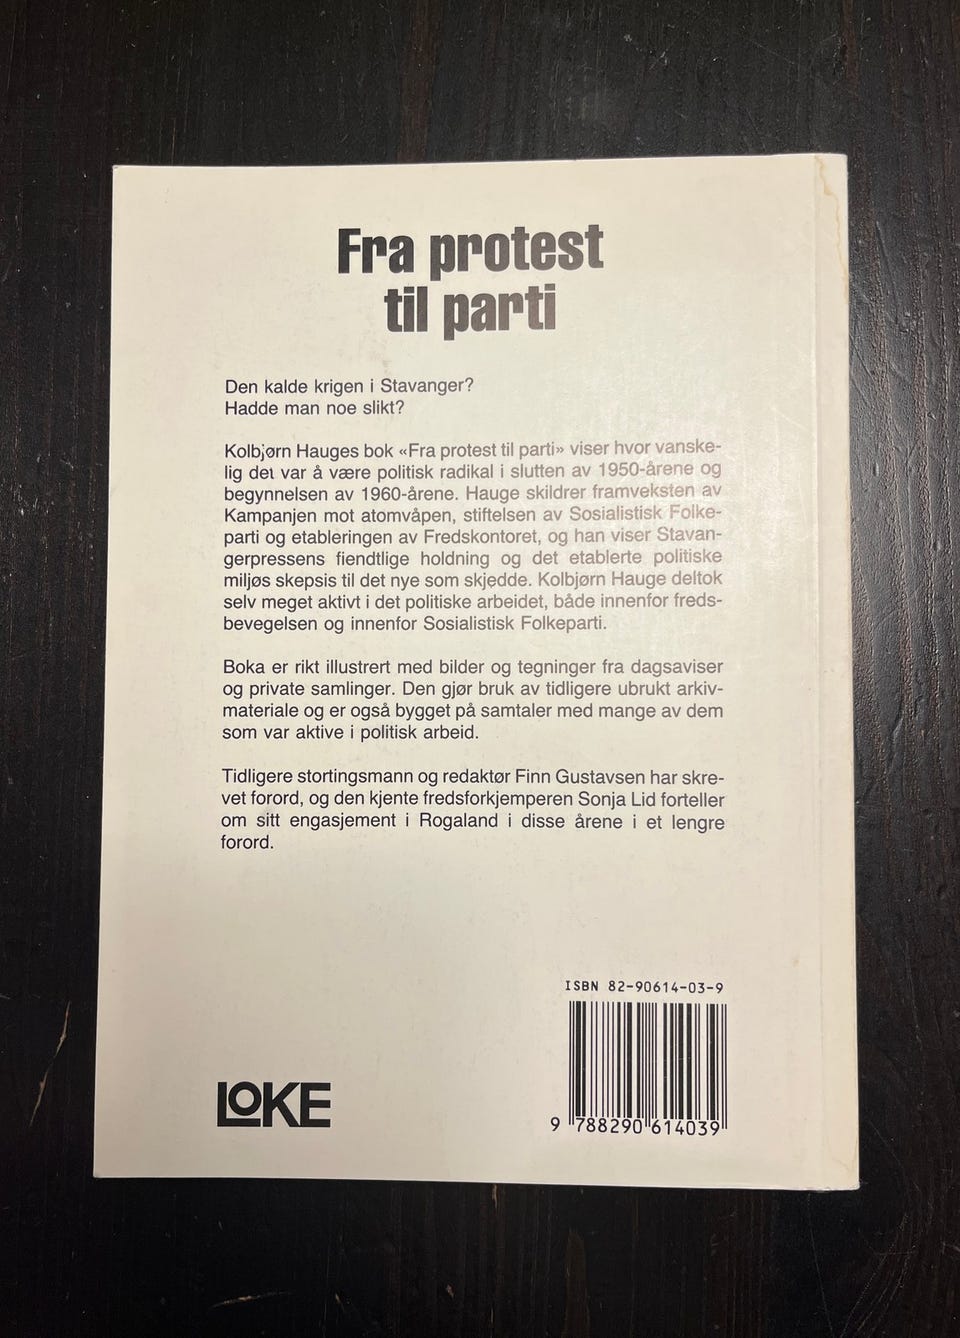 Fra protest
til parti
Den kalde krigen i Stavanger?
Hadde man noe slikt?
Kolbjørn Hauges bok «Fra protest til parti» viser hvor vanske-
lig det var å være politisk radikal i slutten av 1950-årene og
begynnelsen av 1960-årene. Hauge skildrer framveksten av
Kampanjen mot atomvåpen, stiftelsen av Sosialistisk Folke-
parti og etableringen av Fredskontoret, og han viser Stavan-
gerpressens fiendtlige holdning og det etablerte politiske
miljøs skepsis til det nye som skjedde. Kolbjørn Hauge deltok
selv meget aktivt i det politiske arbeidet, både innenfor freds-
bevegelsen og innenfor Sosialistisk Folkeparti.
Boka er rikt illustrert med bilder og tegninger fra dagsaviser
og private samlinger. Den gjør bruk av tidligere ubrukt arkiv-
materiale og er også bygget på samtaler med mange av dem
som var aktive i politisk arbeid.
Tidligere stortingsmann og redaktør Finn Gustavsen har skre-
vet forord, og den kjente fredsforkjemperen Sonja Lid forteller
om sitt engasjement i Rogaland i disse årene i et lengre
forord.
ISBN 82-90614-03-9
LOKE
9 788290 614039